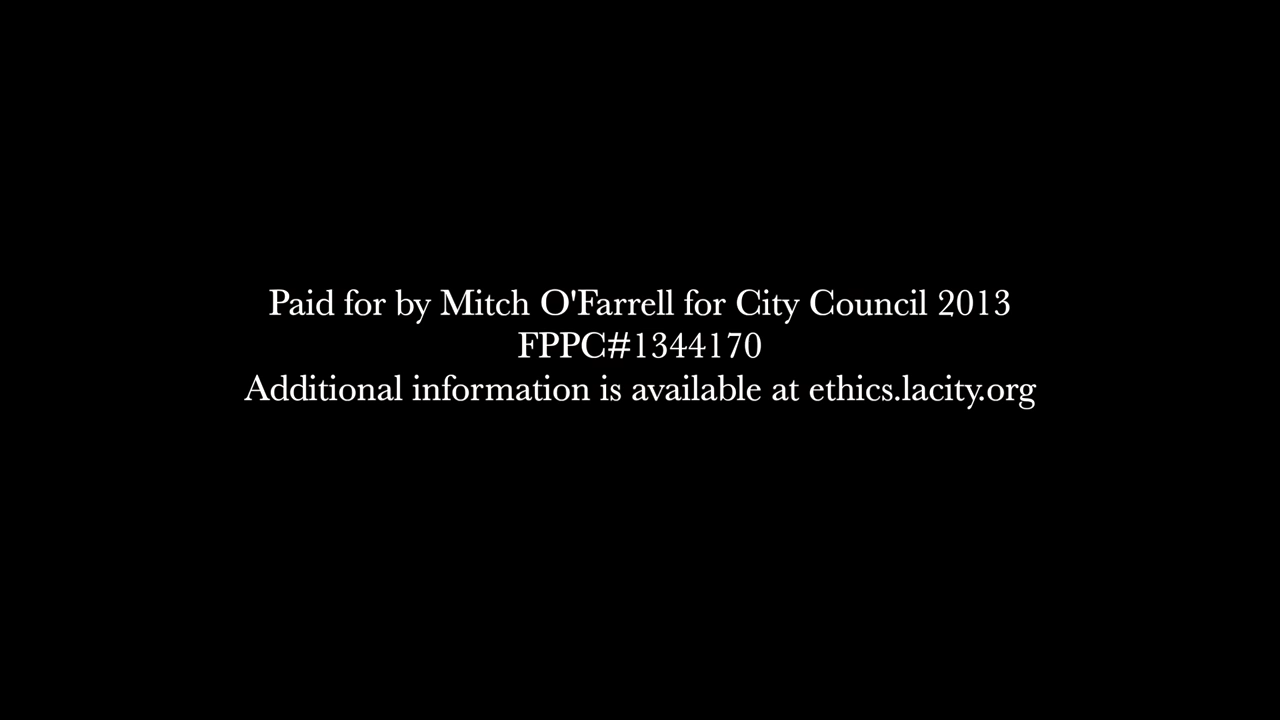 Paid for by Mitch O'Farrell for City Council 2013
FPPC#1344170
Additional information is available at ethics.lacity.org